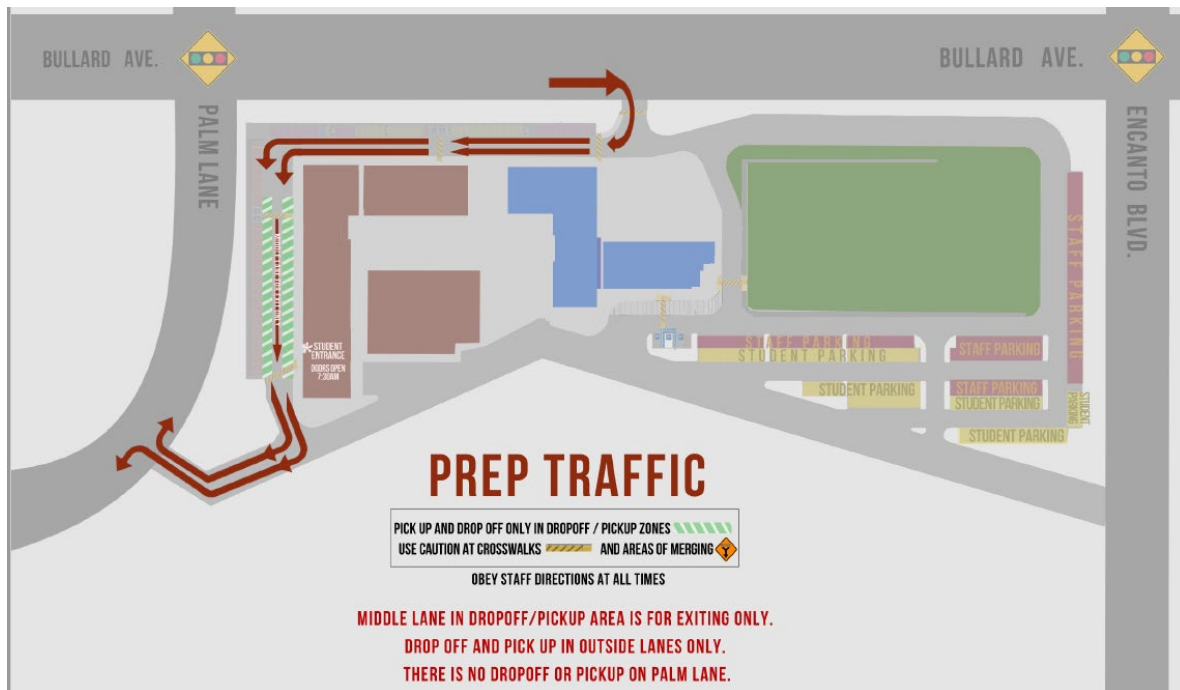 BULLARD AVE.
BULLARD AVE.
PALM LANE
ENCANTO BLVD.
STAFF PARKING
STUDENT
ENTRANCE
DOORS OPEN
7:30AM
STAFF PARKING
STUDENT PARKING
STAFF PARKING
STUDENT PARKING
STAFF PARKING
STUDENT PARKING
STUDENT
PARKING
STUDENT PARKING
PREP TRAFFIC
PICK UP AND DROP OFF ONLY IN DROPOFF / PICKUP ZONES
USE CAUTION AT CROSSWALKS AND AREAS OF MERGING
OBEY STAFF DIRECTIONS AT ALL TIMES
MIDDLE LANE IN DROPOFF/PICKUP AREA IS FOR EXITING ONLY.
DROP OFF AND PICK UP IN OUTSIDE LANES ONLY.
THERE IS NO DROPOFF OR PICKUP ON PALM LANE.